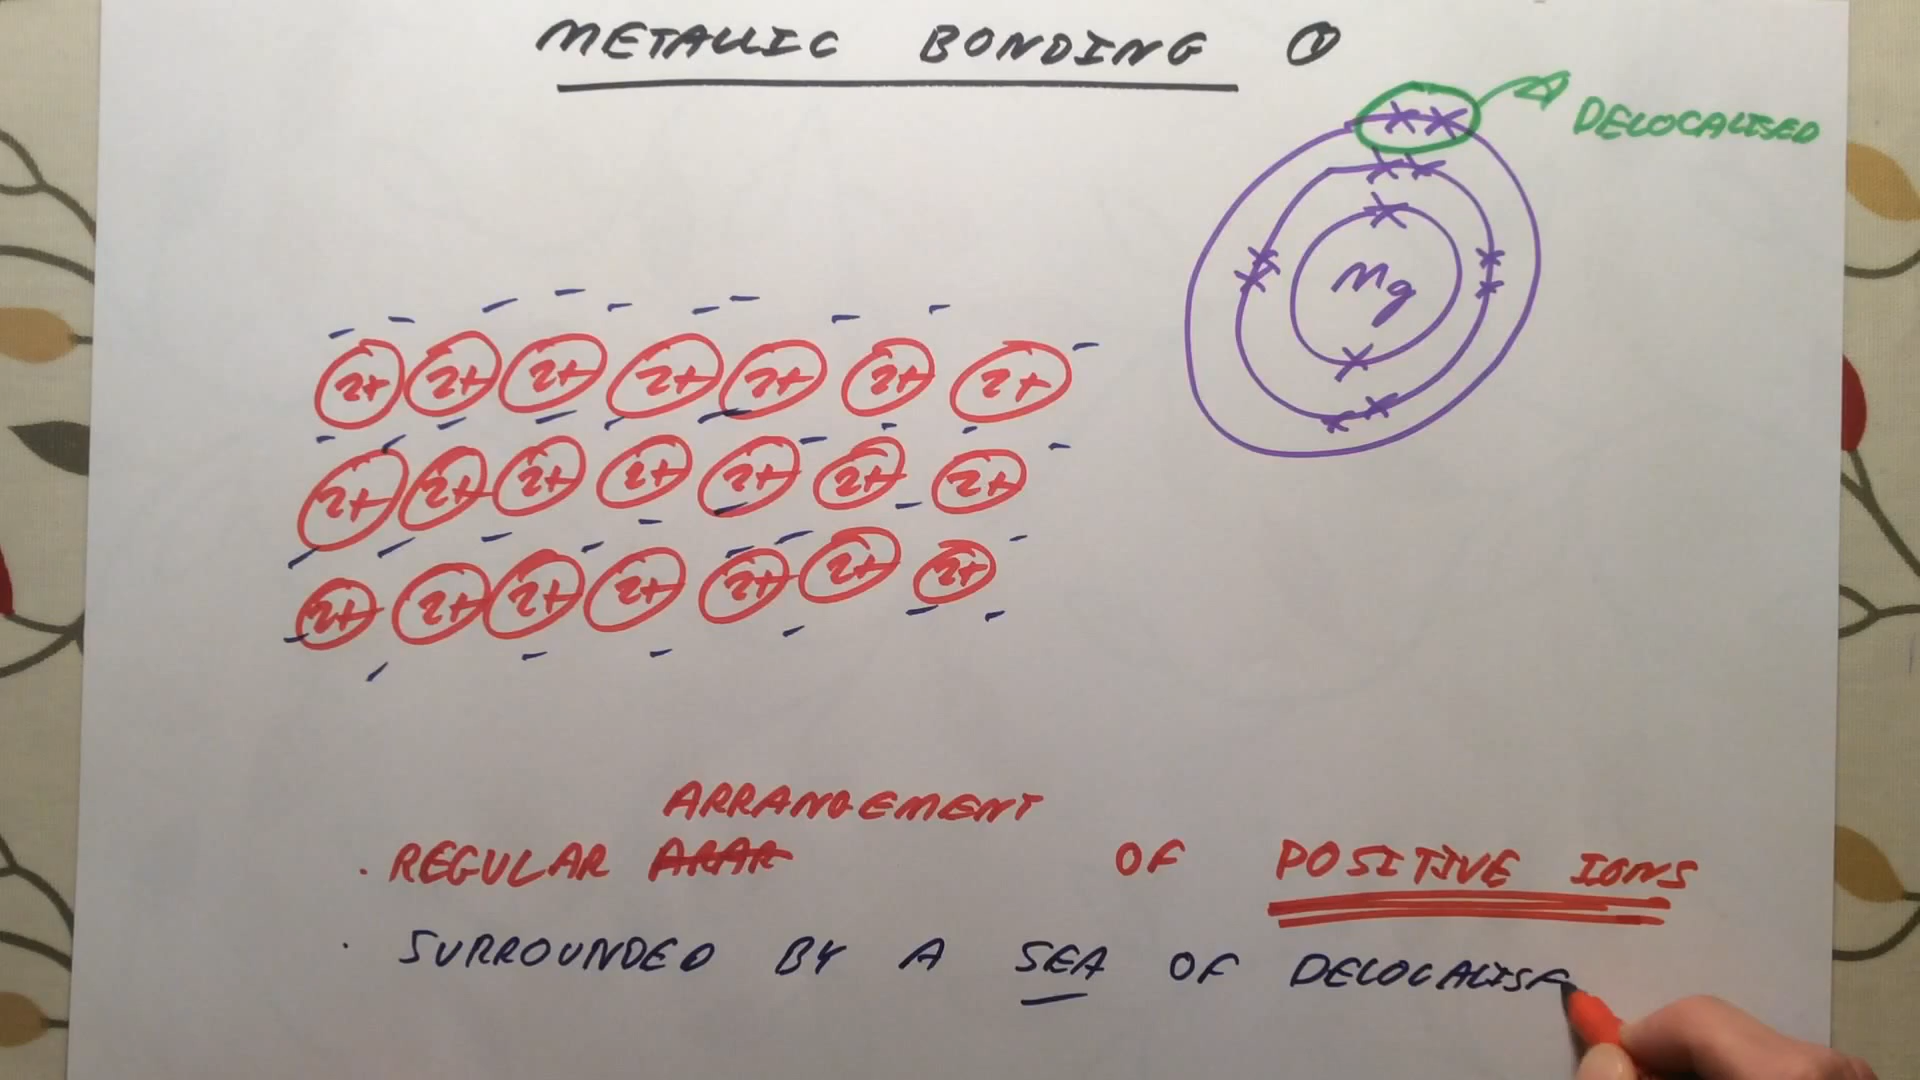 METALLIC BONDING ①
DELOCALISED
Mg
2+ 2+ 2+ 2+ 2+ 2+ 2+
2+ 2+ 2+ 2+ 2+ 2+ 2+
2+ 2+ 2+ 2+ 2+ 2+ 2+
ARRANGEMENT
· REGULAR ARAR OF POSITIVE IONS
· SURROUNDED BY A SEA OF DELOCALISE